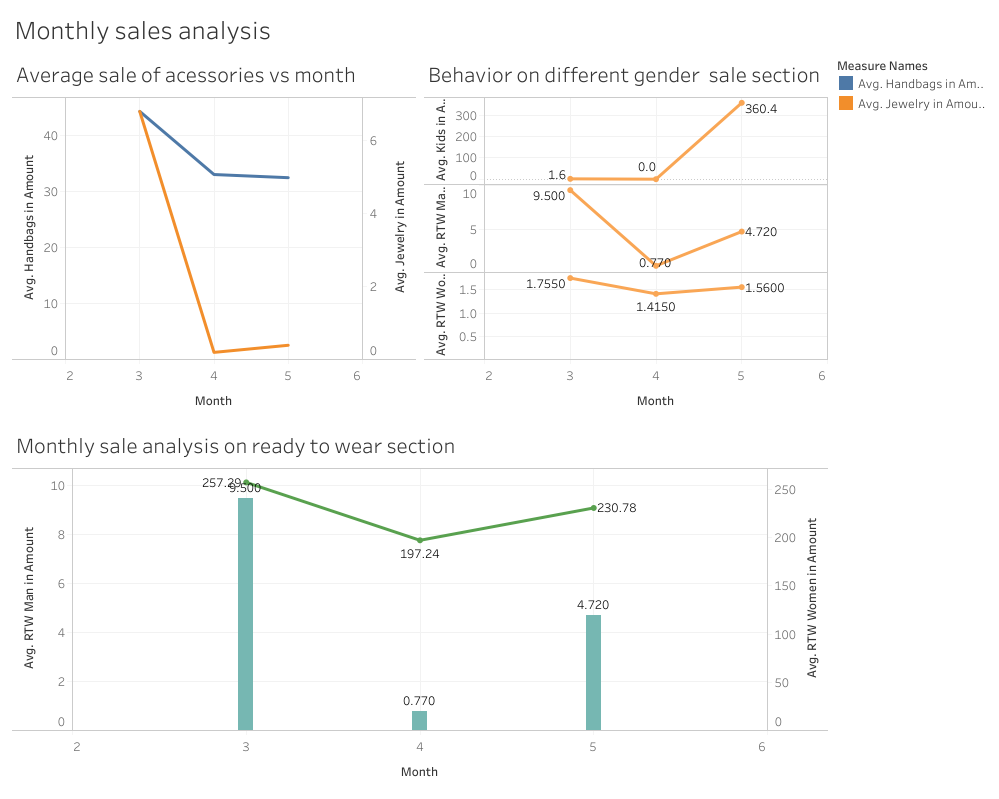 Monthly sales analysis
Average sale of acessories vs month
Avg. Handbags in Amount
40
30
20
10
0
6
4
2
0
Avg. Jewelry in Amount
2 3 4 5 6
Month
Behavior on different gender sale section
Avg. Kids in A..
300
200
100
0
1.6
0.0
360.4
Avg. RTW Ma..
10
5
0
9.500
0.770
4.720
Avg. RTW Wo..
1.5
1.0
0.5
1.7550
1.4150
1.5600
2 3 4 5 6
Month
Measure Names
Avg. Handbags in Am..
Avg. Jewelry in Amou..
Monthly sale analysis on ready to wear section
Avg. RTW Man in Amount
10
8
6
4
2
0
257.29
9.500
197.24
0.770
230.78
4.720
250
200
150
100
50
0
Avg. RTW Women in Amount
2 3 4 5 6
Month